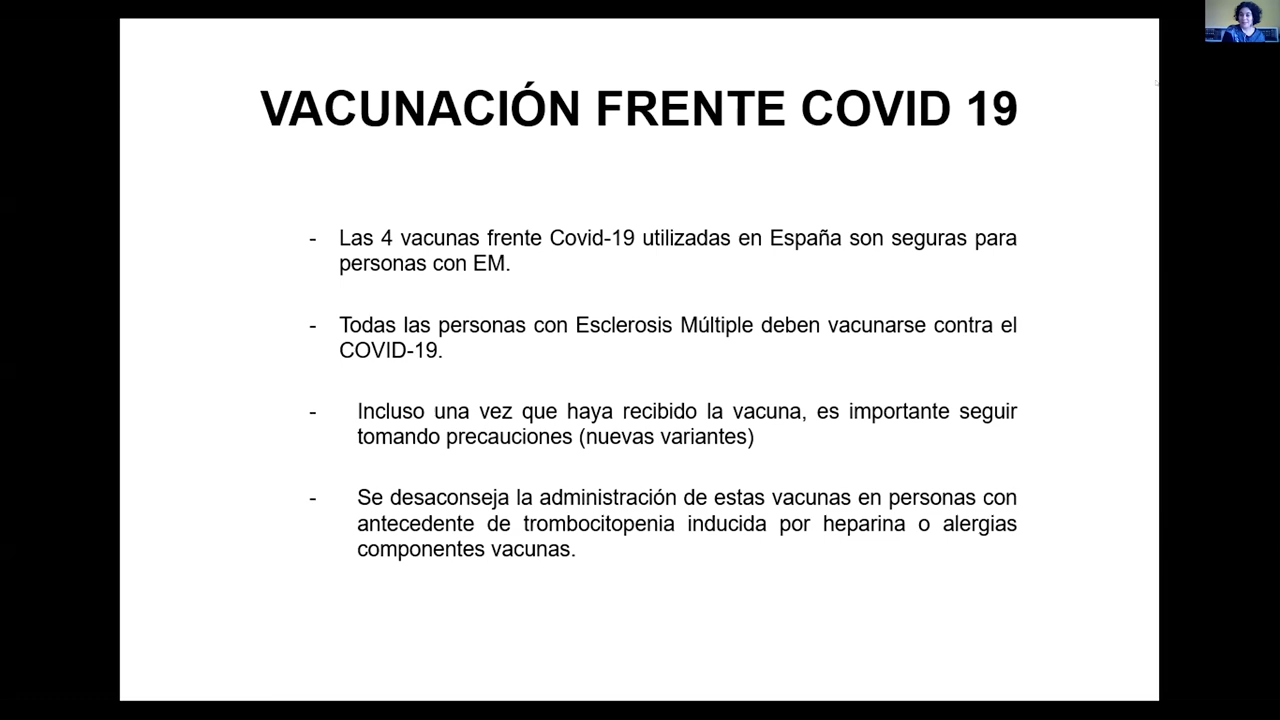 VACUNACIÓN FRENTE COVID 19
- Las 4 vacunas frente Covid-19 utilizadas en España son seguras para
personas con EM.
- Todas las personas con Esclerosis Múltiple deben vacunarse contra el
COVID-19.
- Incluso una vez que haya recibido la vacuna, es importante seguir
tomando precauciones (nuevas variantes)
- Se desaconseja la administración de estas vacunas en personas con
antecedente de trombocitopenia inducida por heparina o alergias
componentes vacunas.